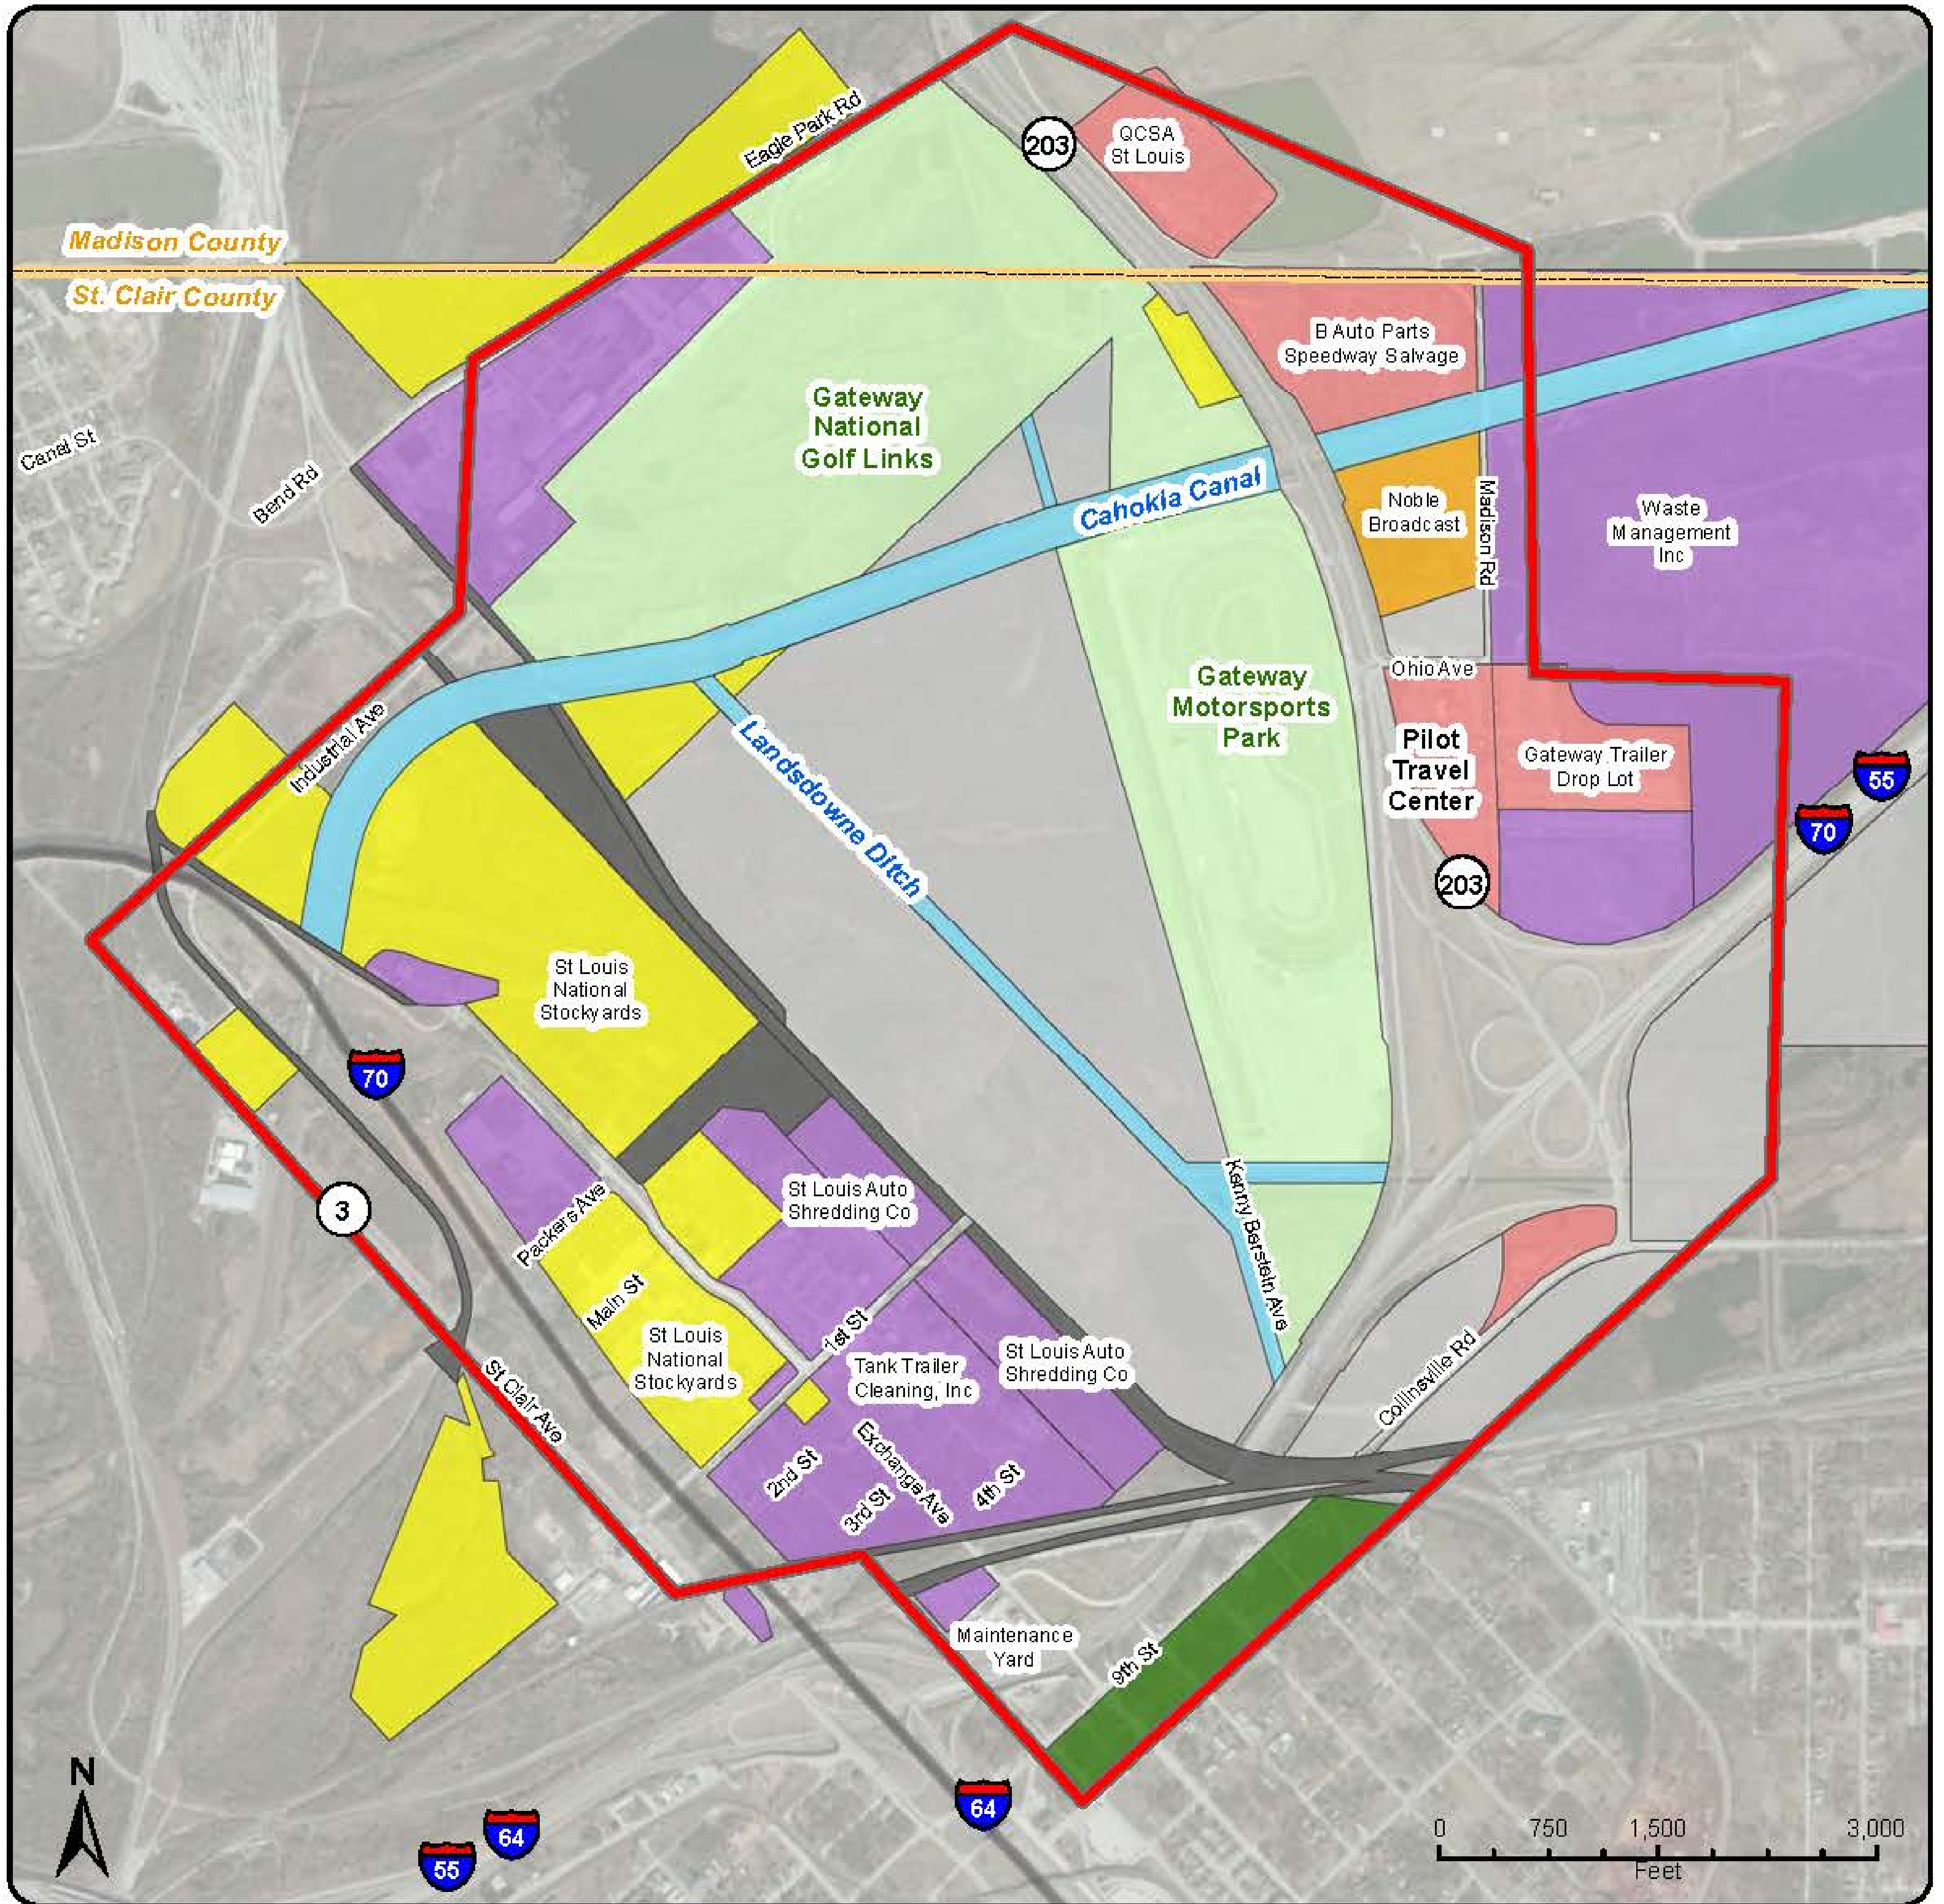 Eagle Park Rd
203
QCSA
St Louis
Madison County
St. Clair County
B Auto Parts
Speedway Salvage
Gateway
National
Golf Links
Canal St
Bend Rd
Cahokia Canal
Noble
Broadcast
Madison Rd
Waste
Management
Inc
Ohio Ave
Gateway
Motorsports
Park
Industrial Ave
Landsdowne Ditch
Pilot
Travel
Center
Gateway Trailer
Drop Lot
55
70
203
St Louis
National
Stockyards
70
3
Packers Ave
St Louis Auto
Shredding Co
Kenny Berstein Ave
Main St
1st St
St Louis
National
Stockyards
Tank Trailer
Cleaning, Inc
St Louis Auto
Shredding Co
Collinsville Rd
St Clair Ave
2nd St
3rd St
Exchange Ave
4th St
Maintenance
Yard
9th St
N
64
64
55
0 750 1,500 3,000
Feet